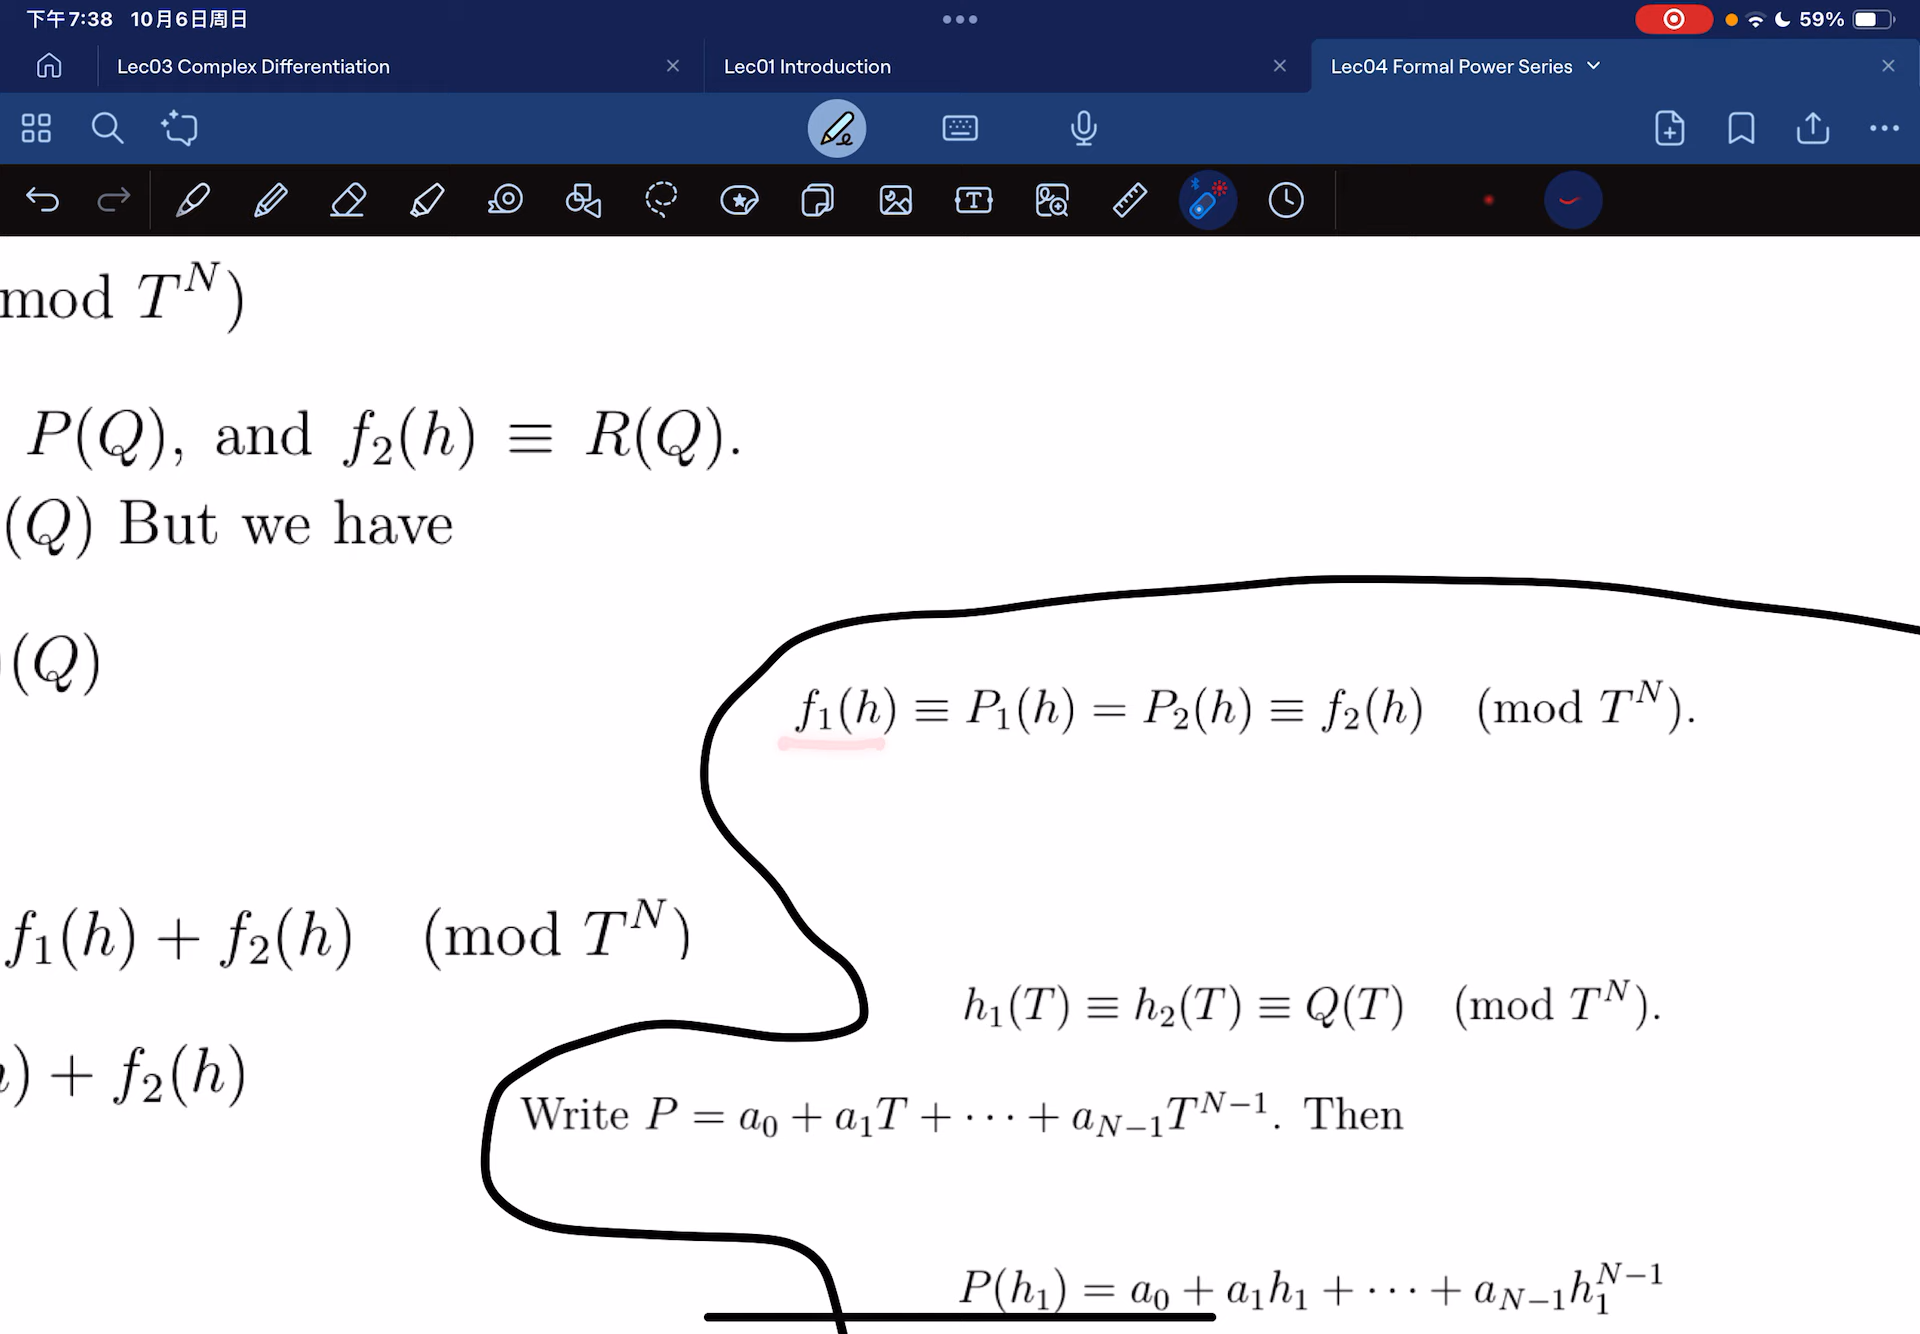 下午7:38 10月6日周日 59%
Lec03 Complex Differentiation Lec01 Introduction Lec04 Formal Power Series
mod T^N)
P(Q), and f_2(h) ≡ R(Q).
(Q) But we have
(Q)
f_1(h) ≡ P_1(h) = P_2(h) ≡ f_2(h) (mod T^N).
f_1(h) + f_2(h) (mod T^N)
h_1(T) ≡ h_2(T) ≡ Q(T) (mod T^N).
) + f_2(h)
Write P = a_0 + a_1T + ⋯ + a_{N−1}T^{N−1}. Then
P(h_1) = a_0 + a_1h_1 + ⋯ + a_{N−1}h_1^{N−1}